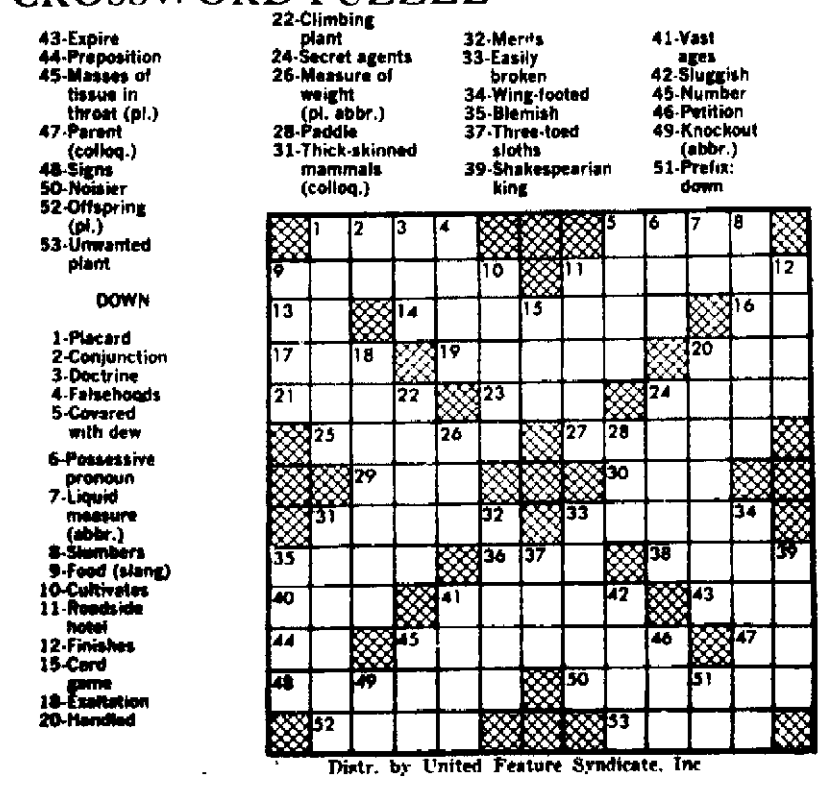 CROSSWORD PUZZLE
43-Expire
44-Preposition
45-Masses of
tissue in
throat (pl.)
47-Parent
(colloq.)
48-Signs
50-Noisier
52-Offspring
(pl.)
53-Unwanted
plant
DOWN
1-Placard
2-Conjunction
3-Doctrine
4-Falsehoods
5-Covered
with dew
6-Possessive
pronoun
7-Liquid
measure
(abbr.)
8-Slumbers
9-Food (slang)
10-Cultivates
11-Roadside
hotel
12-Finishes
15-Card
game
18-Exaltation
20-Handled
22-Climbing
plant
24-Secret agents
26-Measure of
weight
(pl. abbr.)
28-Paddle
31-Thick-skinned
mammals
(colloq.)
32-Merits
33-Easily
broken
34-Wing-footed
35-Blemish
37-Three-toed
sloths
39-Shakespearian
king
41-Vast
ages
42-Sluggish
45-Number
46-Petition
49-Knockout
(abbr.)
51-Prefix:
down
1 2 3 4 5 6 7 8
9 10 11 12
13 14 15 16
17 18 19 20
21 22 23 24
25 26 27 28
29 30
31 32 33 34
35 36 37 38 39
40 41 42 43
44 45 46 47
48 49 50 51
52 53
Distr. by United Feature Syndicate, Inc